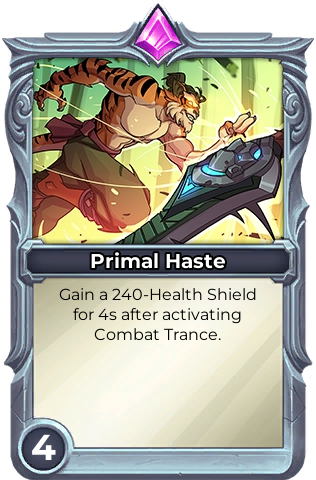 Primal Haste
Gain a 240-Health Shield
for 4s after activating
Combat Trance.
4